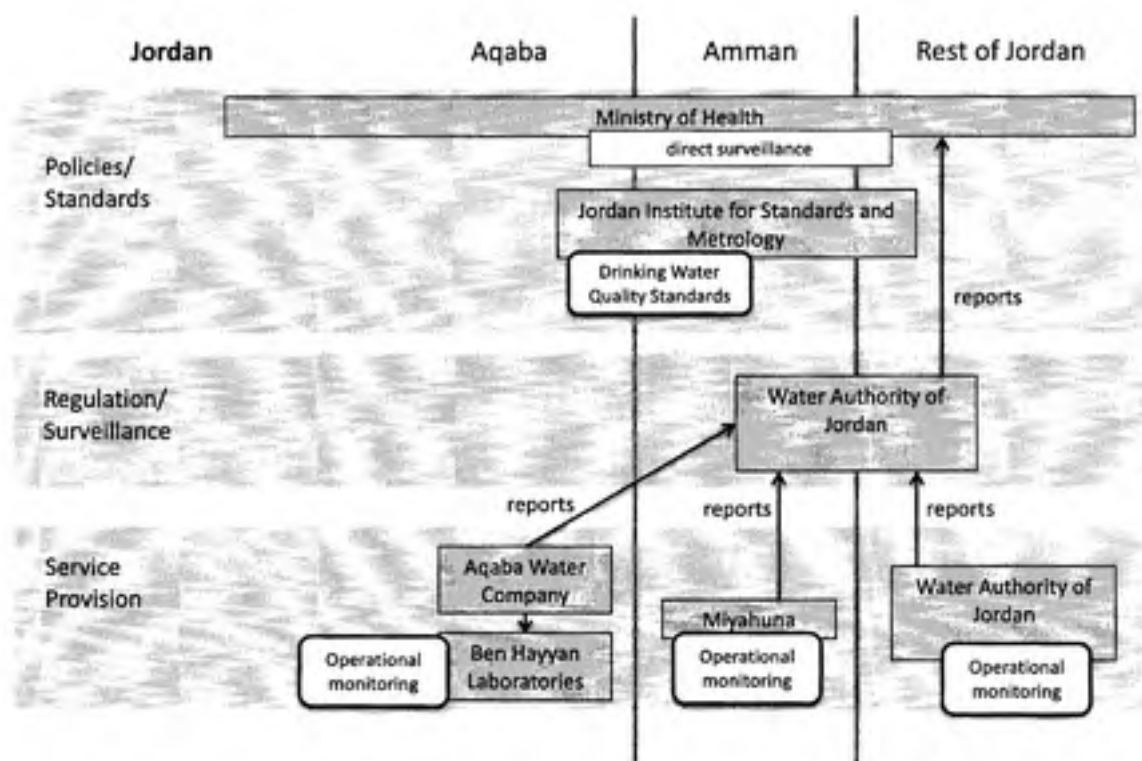 Jordan
Aqaba
Amman
Rest of Jordan
Ministry of Health
direct surveillance
Policies/
Standards
Jordan Institute for Standards and
Metrology
Drinking Water
Quality Standards
reports
Regulation/
Surveillance
Water Authority of
Jordan
reports
reports
reports
Service
Provision
Aqaba Water
Company
Miyahuna
Water Authority of
Jordan
Operational
monitoring
Ben Hayyan
Laboratories
Operational
monitoring
Operational
monitoring